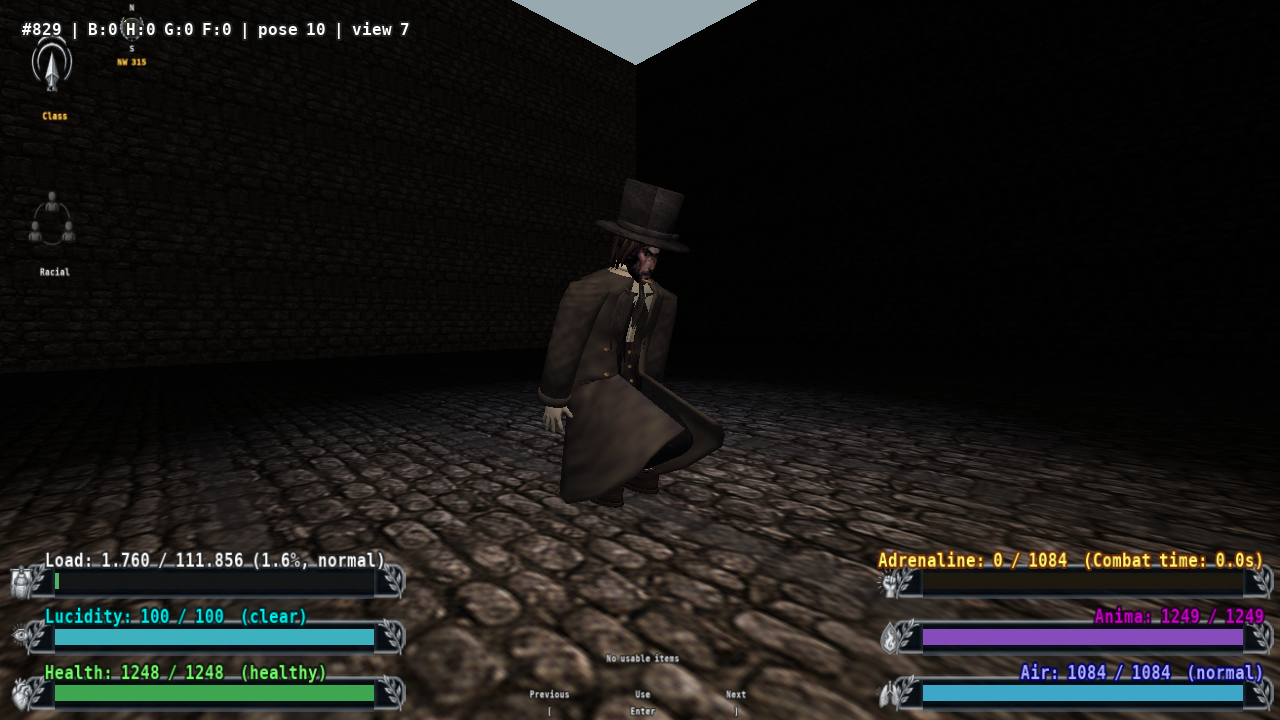 N
#829 | B:0 H:0 G:0 F:0 | pose 10 | view 7
S
NW 315
Class
Racial
Load: 1.760 / 111.856 (1.6%, normal)
Adrenaline: 0 / 1084 (Combat time: 0.0s)
Lucidity: 100 / 100 (clear)
Anima: 1249 / 1249
No usable items
Health: 1248 / 1248 (healthy)
Air: 1084 / 1084 (normal)
Previous Use Next
[ Enter ]